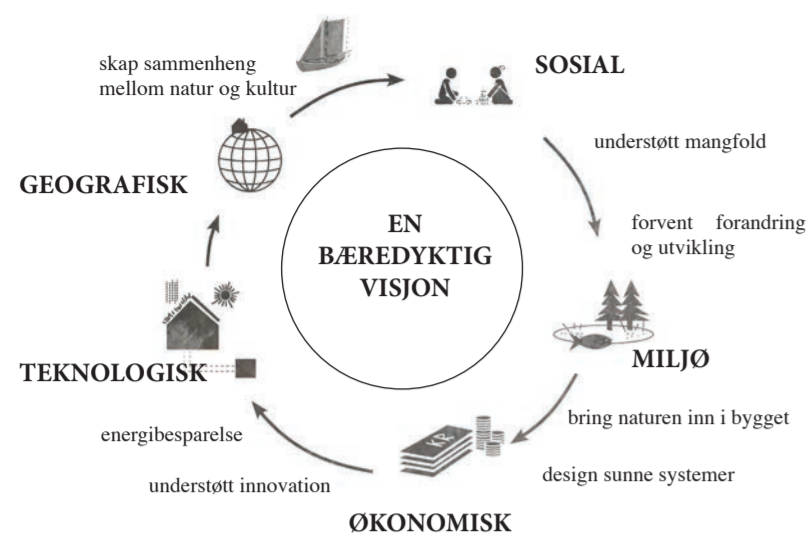 skap sammenheng
mellom natur og kultur
SOSIAL
understøtt mangfold
GEOGRAFISK
forvent forandring
og utvikling
EN
BÆREDYKTIG
VISJON
MILJØ
TEKNOLOGISK
bring naturen inn i bygget
KR
energibesparelse
design sunne systemer
understøtt innovation
ØKONOMISK